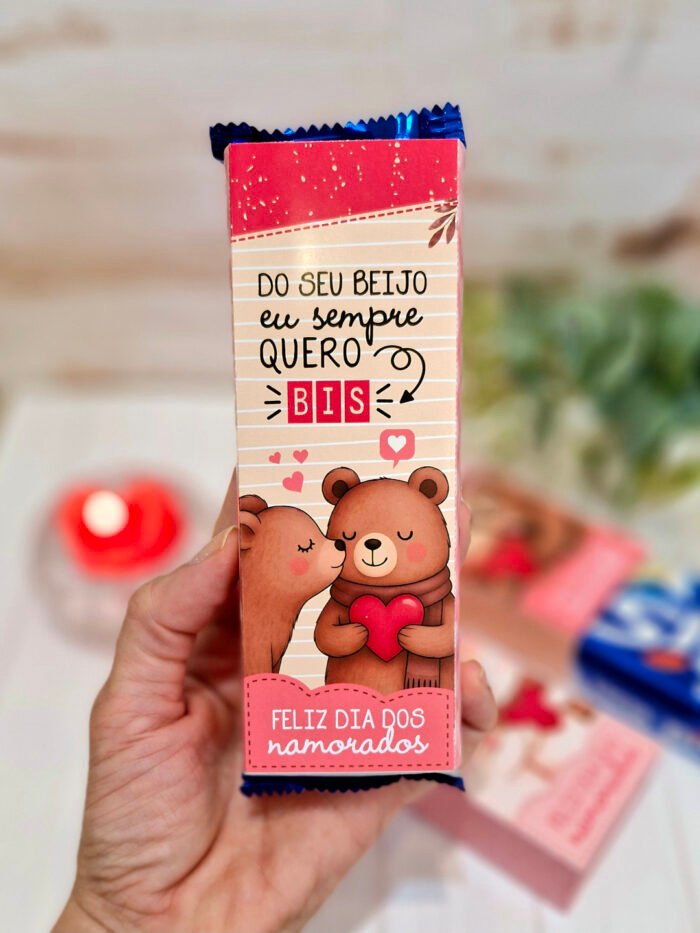 DO SEU BEIJO
eu sempre
QUERO
BIS
FELIZ DIA DOS
namorados